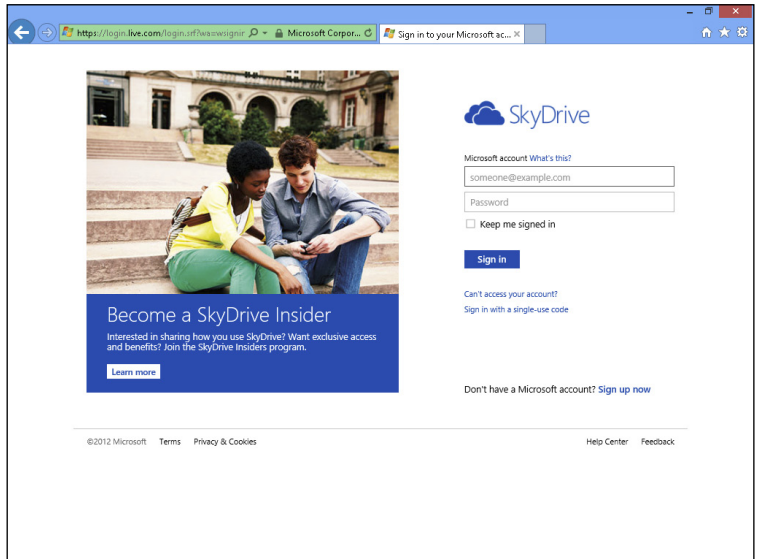 https://login.live.com/login.srf?wa=wsignir
Microsoft Corpor...
Sign in to your Microsoft ac...
SkyDrive
Microsoft account What's this?
someone@example.com
Password
Keep me signed in
Sign in
Can't access your account?
Sign in with a single-use code
Become a SkyDrive Insider
Interested in sharing how you use SkyDrive? Want exclusive access
and benefits? Join the SkyDrive Insiders program.
Learn more
Don't have a Microsoft account? Sign up now
©2012 Microsoft Terms Privacy & Cookies
Help Center Feedback